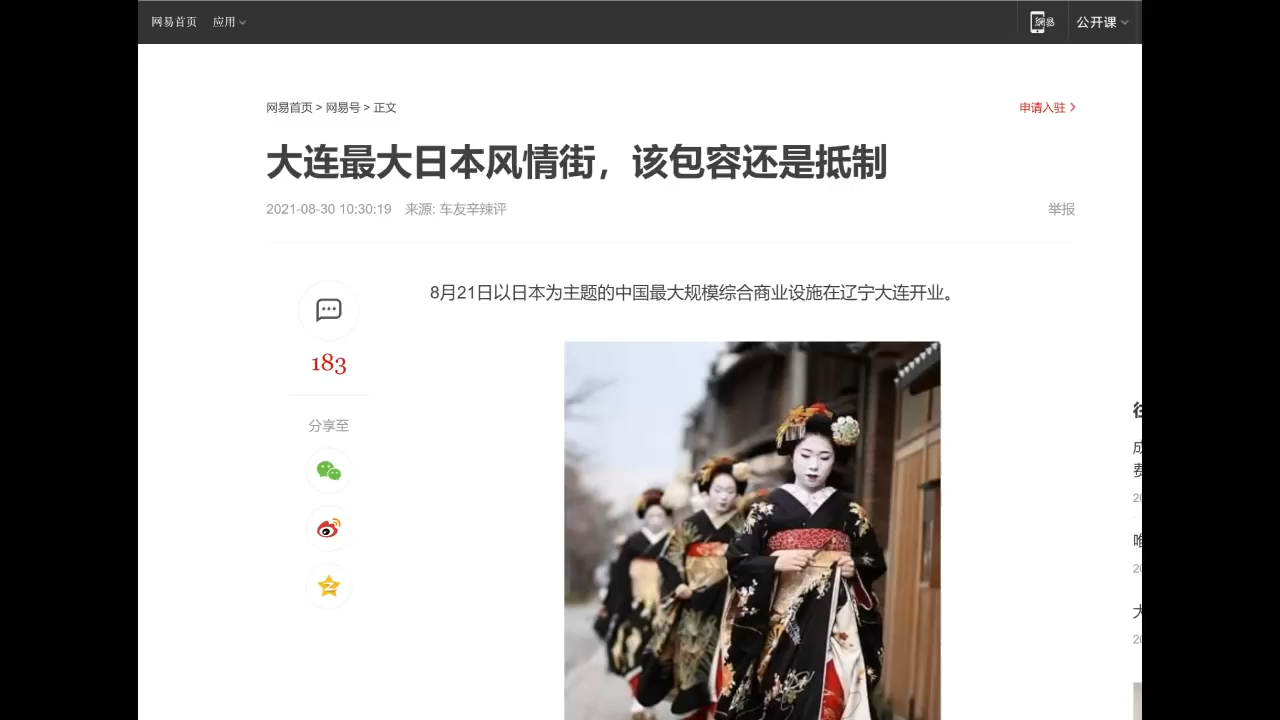 网易首页 应用
公开课
网易首页 > 网易号 > 正文
申请入驻
大连最大日本风情街，该包容还是抵制
2021-08-30 10:30:19 来源: 车友辛辣评
举报
8月21日以日本为主题的中国最大规模综合商业设施在辽宁大连开业。
183
分享至